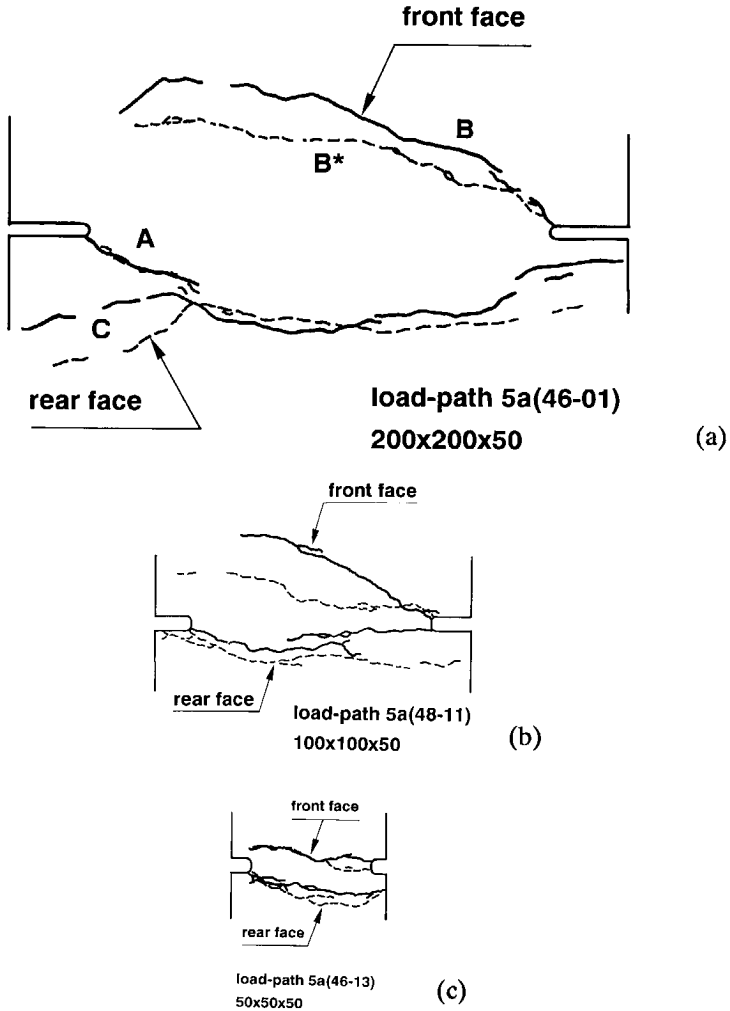 front face
B
B*
A
C
rear face
load-path 5a(46-01)
200x200x50
(a)
front face
rear face
load-path 5a(48-11)
100x100x50
(b)
front face
rear face
load-path 5a(46-13)
50x50x50
(c)